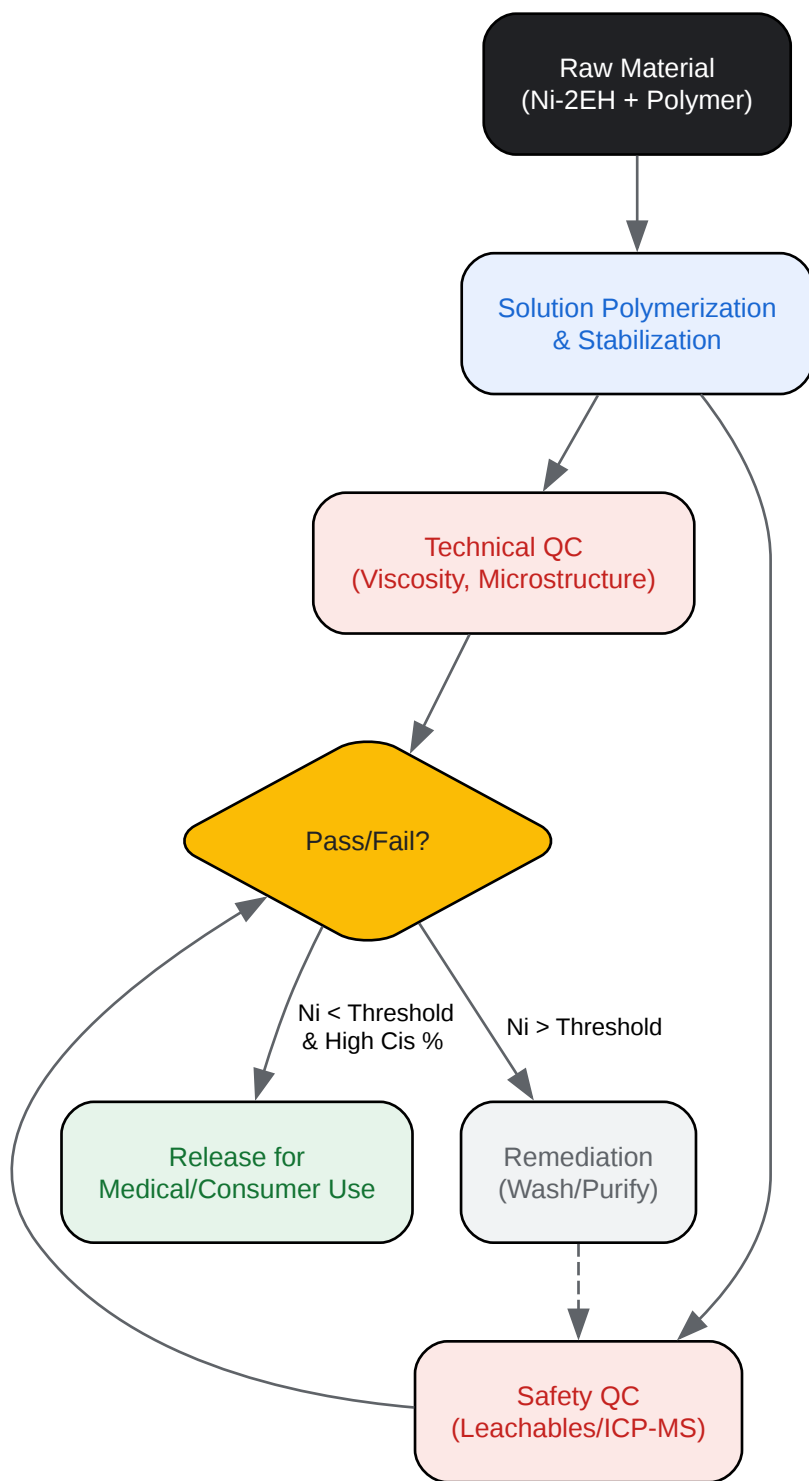 Raw Material
(Ni-2EH + Polymer)
Solution Polymerization
& Stabilization
Technical QC
(Viscosity, Microstructure)
Pass/Fail?
Ni < Threshold
& High Cis %
Ni > Threshold
Release for
Medical/Consumer Use
Remediation
(Wash/Purify)
Safety QC
(Leachables/ICP-MS)